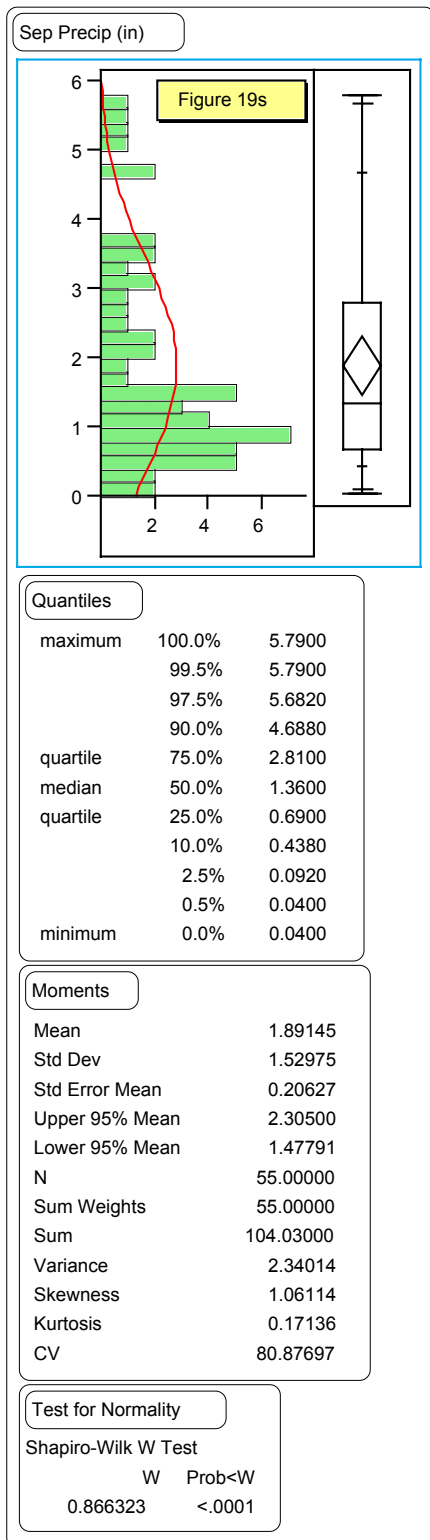 Sep Precip (in)
Figure 19s
6
5
4
3
2
1
0
2 4 6
Quantiles
maximum 100.0% 5.7900
99.5% 5.7900
97.5% 5.6820
90.0% 4.6880
quartile 75.0% 2.8100
median 50.0% 1.3600
quartile 25.0% 0.6900
10.0% 0.4380
2.5% 0.0920
0.5% 0.0400
minimum 0.0% 0.0400
Moments
Mean 1.89145
Std Dev 1.52975
Std Error Mean 0.20627
Upper 95% Mean 2.30500
Lower 95% Mean 1.47791
N 55.00000
Sum Weights 55.00000
Sum 104.03000
Variance 2.34014
Skewness 1.06114
Kurtosis 0.17136
CV 80.87697
Test for Normality
Shapiro-Wilk W Test
W Prob<W
0.866323 <.0001